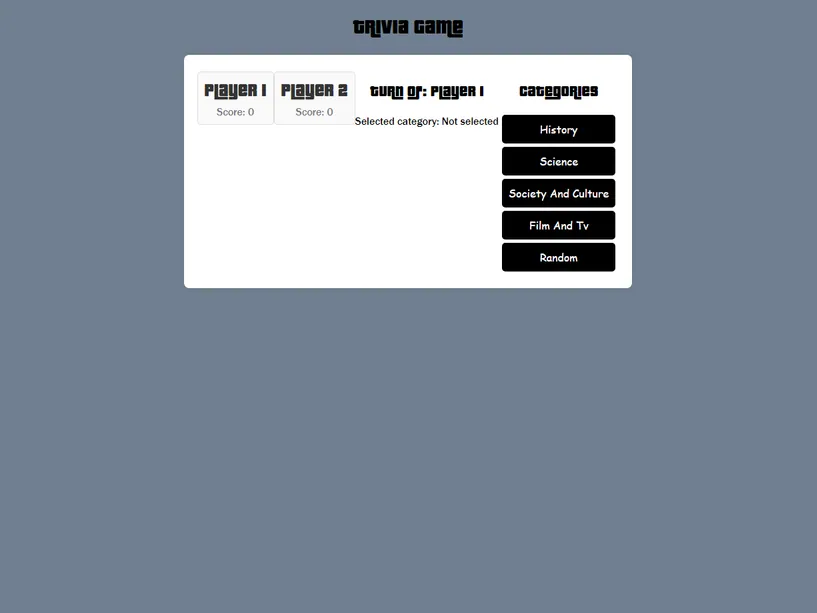 Trivia Game
Player 1
Score: 0
Player 2
Score: 0
Turn of: Player 1
Selected category: Not selected
Categories
History
Science
Society And Culture
Film And Tv
Random